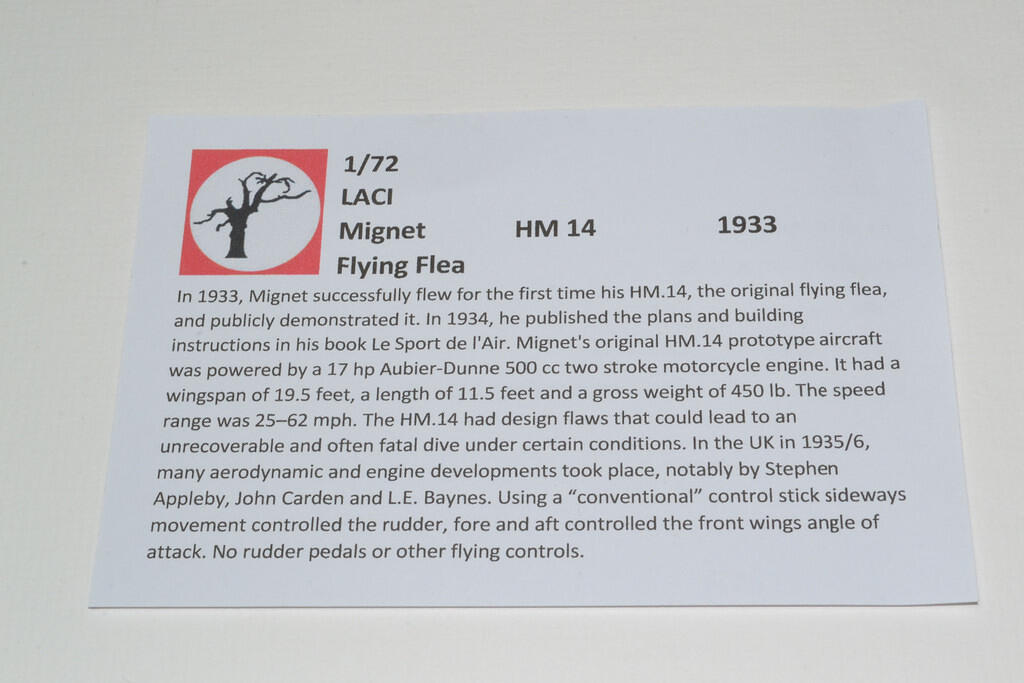 1/72
LACI
Mignet HM 14 1933
Flying Flea
In 1933, Mignet successfully flew for the first time his HM.14, the original flying flea,
and publicly demonstrated it. In 1934, he published the plans and building
instructions in his book Le Sport de l'Air. Mignet's original HM.14 prototype aircraft
was powered by a 17 hp Aubier-Dunne 500 cc two stroke motorcycle engine. It had a
wingspan of 19.5 feet, a length of 11.5 feet and a gross weight of 450 lb. The speed
range was 25–62 mph. The HM.14 had design flaws that could lead to an
unrecoverable and often fatal dive under certain conditions. In the UK in 1935/6,
many aerodynamic and engine developments took place, notably by Stephen
Appleby, John Carden and L.E. Baynes. Using a “conventional” control stick sideways
movement controlled the rudder, fore and aft controlled the front wings angle of
attack. No rudder pedals or other flying controls.